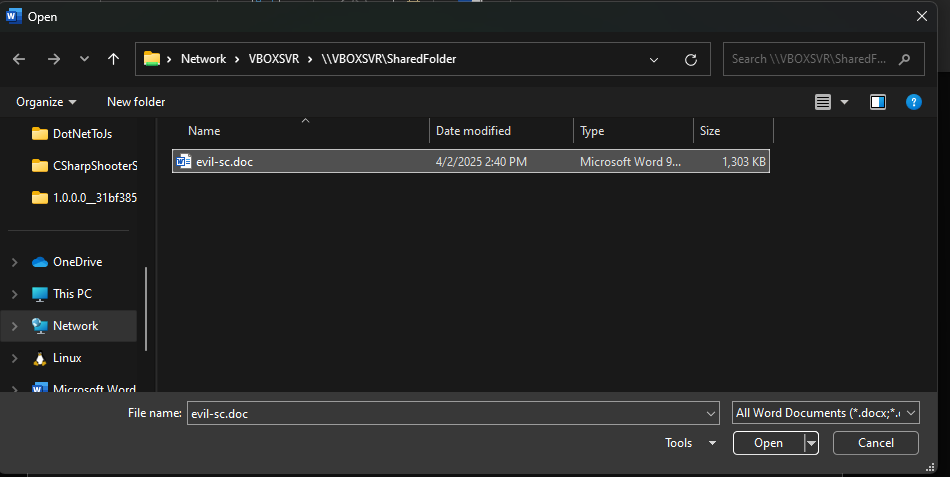 Open
Network > VBOXSVR > \\VBOXSVR\SharedFolder
Search \\VBOXSVR\SharedF...
Organize
New folder
Name
Date modified
Type
Size
DotNetToJs
CSharpShooterS
1.0.0.0__31bf385
evil-sc.doc
4/2/2025 2:40 PM
Microsoft Word 9...
1,303 KB
OneDrive
This PC
Network
Linux
Microsoft Word
File name:
evil-sc.doc
All Word Documents (*.docx;*.
Tools
Open
Cancel